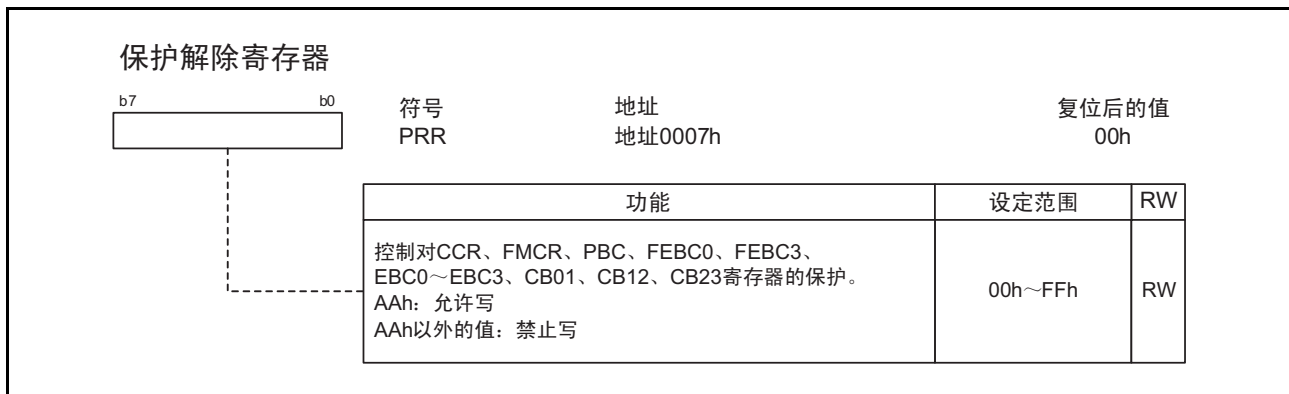 保护解除寄存器
b7 b0
符号 地址 复位后的值
PRR 地址0007h 00h
功能 设定范围 RW
控制对CCR、FMCR、PBC、FEBC0、FEBC3、
EBC0～EBC3、CB01、CB12、CB23寄存器的保护。
AAh：允许写
AAh以外的值：禁止写
00h～FFh RW